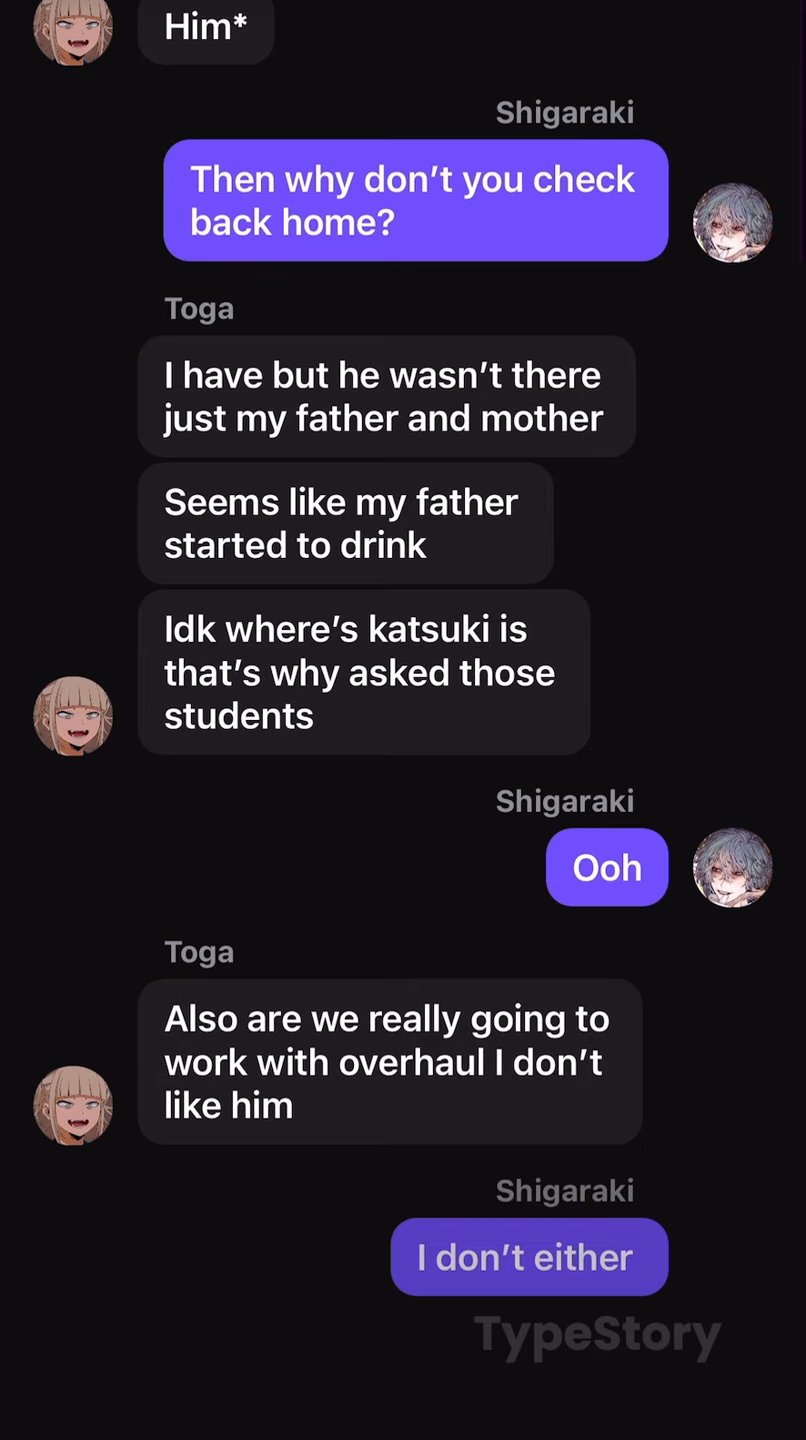 Him*
Shigaraki
Then why don’t you check
back home?
Toga
I have but he wasn’t there
just my father and mother
Seems like my father
started to drink
Idk where’s katsuki is
that’s why asked those
students
Shigaraki
Ooh
Toga
Also are we really going to
work with overhaul I don’t
like him
Shigaraki
I don’t either
TypeStory